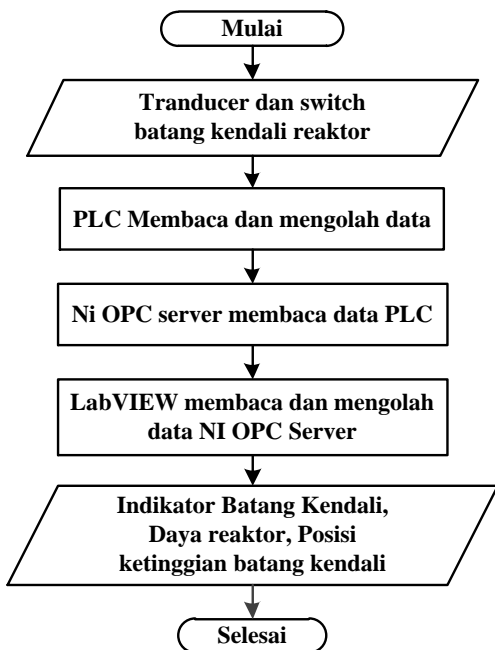 Mulai
Tranducer dan switch
batang kendali reaktor
PLC Membaca dan mengolah data
Ni OPC server membaca data PLC
LabVIEW membaca dan mengolah
data NI OPC Server
Indikator Batang Kendali,
Daya reaktor, Posisi
ketinggian batang kendali
Selesai